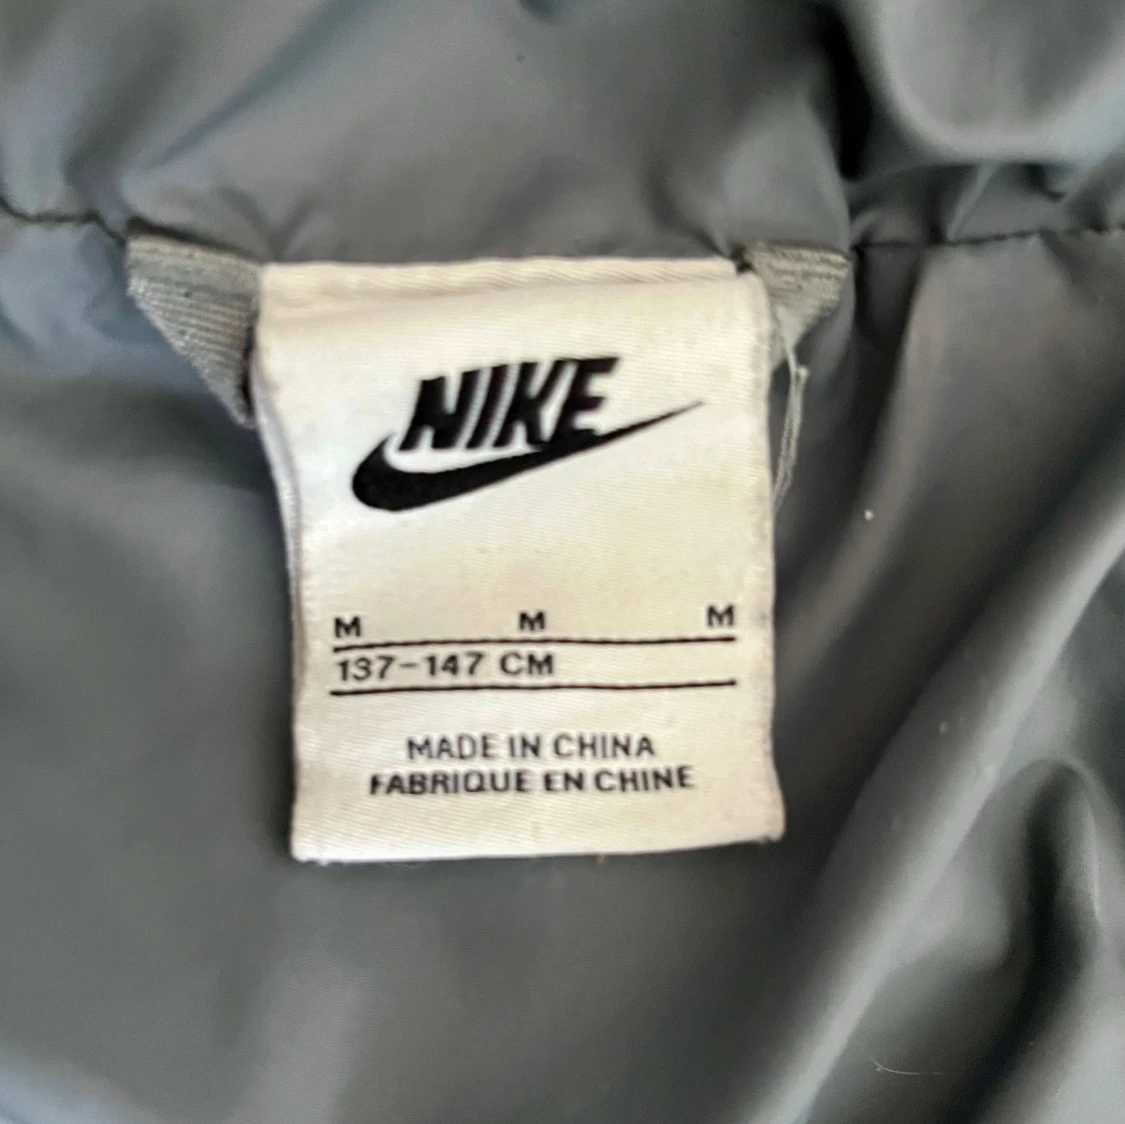 NIKE
M M M
137-147 CM
MADE IN CHINA
FABRIQUE EN CHINE